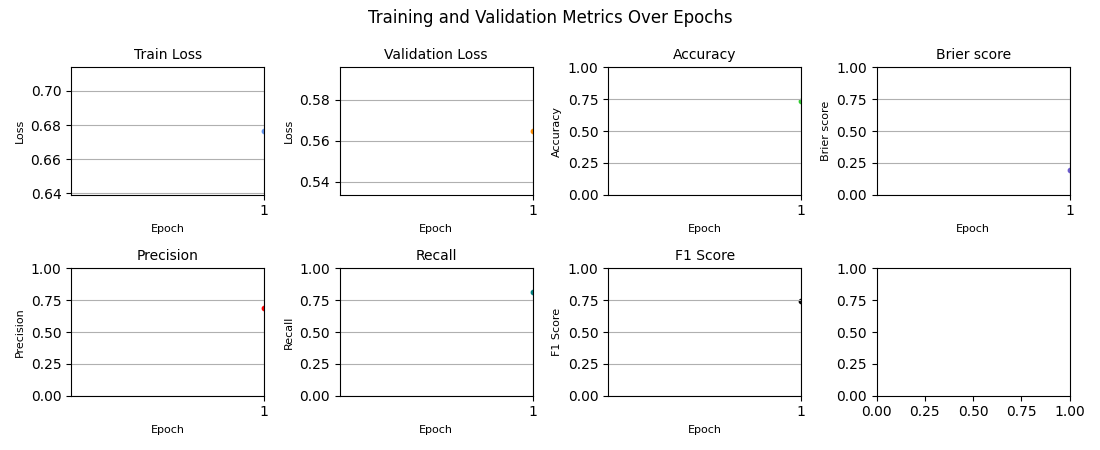 Training and Validation Metrics Over Epochs
Train Loss
Loss
0.70
0.68
0.66
0.64
1
Epoch
Validation Loss
Loss
0.58
0.56
0.54
1
Epoch
Accuracy
Accuracy
1.00
0.75
0.50
0.25
0.00
1
Epoch
Brier score
Brier score
1.00
0.75
0.50
0.25
0.00
1
Epoch
Precision
Precision
1.00
0.75
0.50
0.25
0.00
1
Epoch
Recall
Recall
1.00
0.75
0.50
0.25
0.00
1
Epoch
F1 Score
F1 Score
1.00
0.75
0.50
0.25
0.00
1
Epoch
1.00
0.75
0.50
0.25
0.00
0.00 0.25 0.50 0.75 1.00